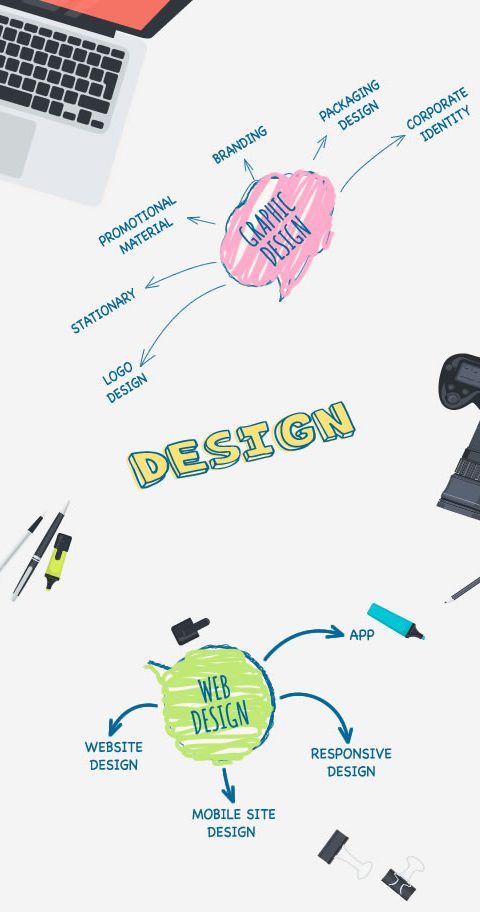 PACKAGING
DESIGN
CORPORATE
IDENTITY
BRANDING
PROMOTIONAL
MATERIAL
GRAPHIC
DESIGN
STATIONARY
LOGO
DESIGN
DESIGN
APP
WEB
DESIGN
WEBSITE
DESIGN
RESPONSIVE
DESIGN
MOBILE SITE
DESIGN